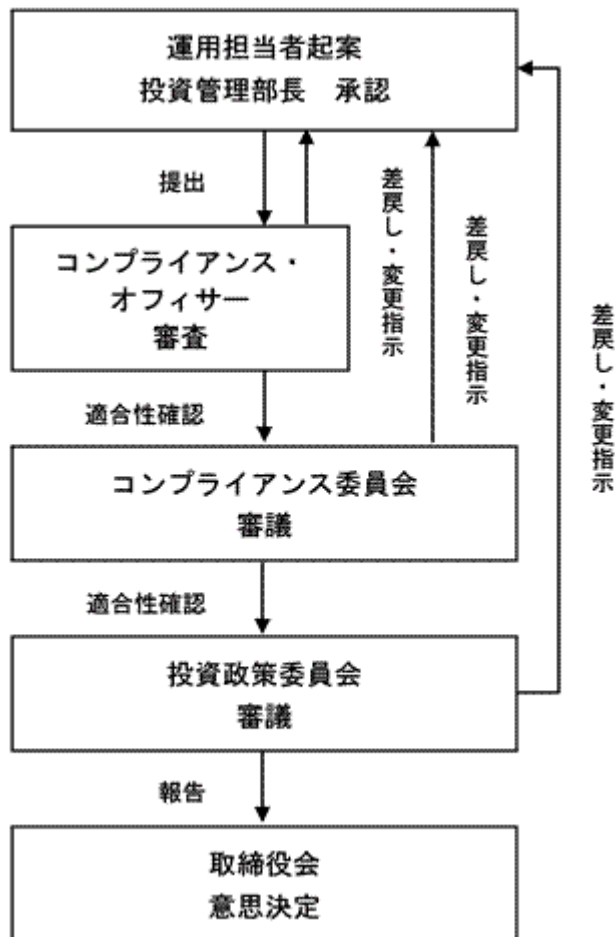 運用担当者起案
投資管理部長　承認
提出
差戻し・変更指示
差戻し・変更指示
差戻し・変更指示
コンプライアンス・
オフィサー
審査
適合性確認
コンプライアンス委員会
審議
適合性確認
投資政策委員会
審議
報告
取締役会
意思決定